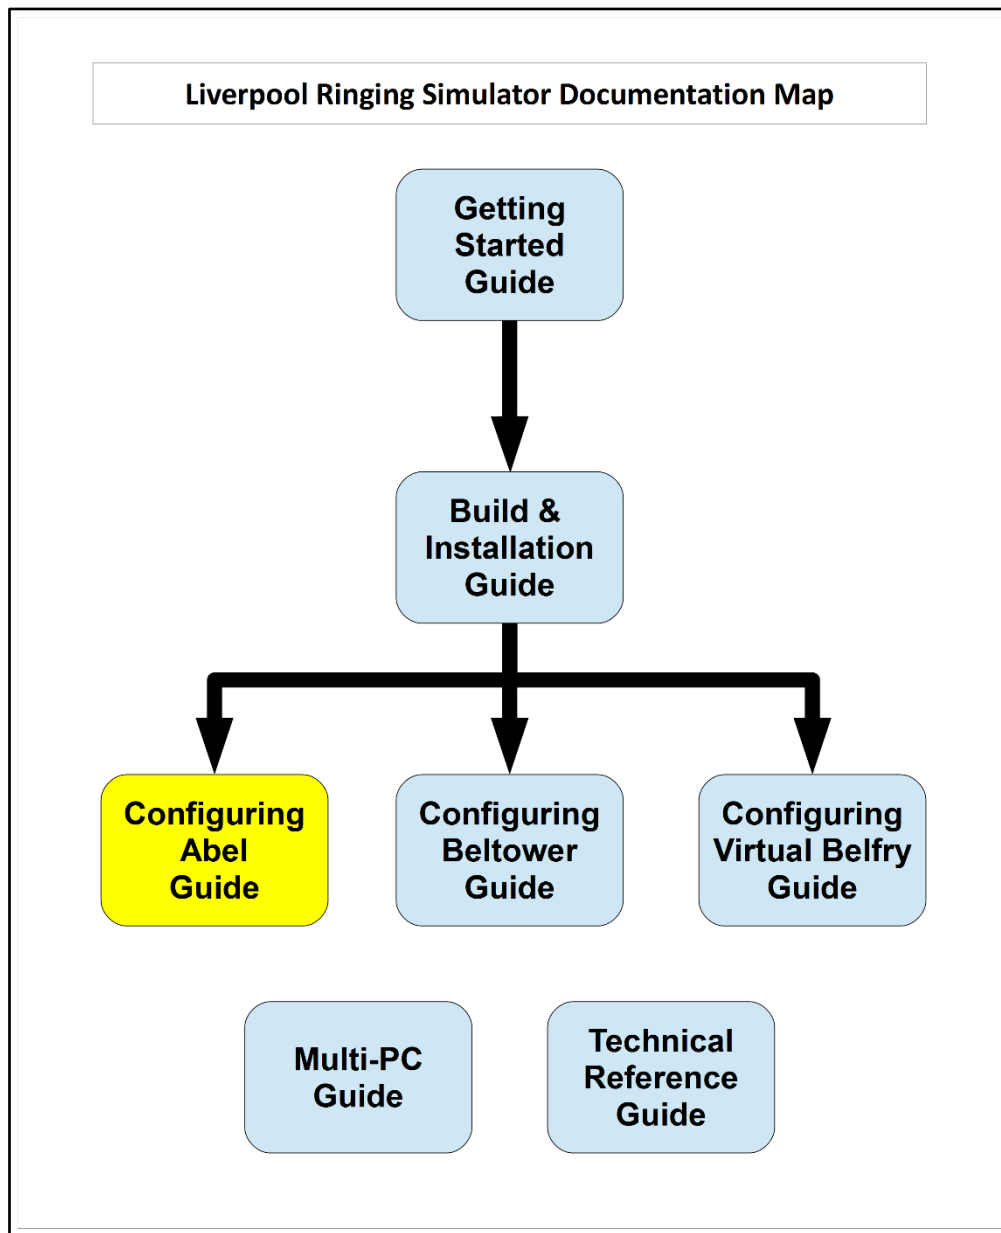 Liverpool Ringing Simulator Documentation Map
Getting
Started
Guide
Build &
Installation
Guide
Configuring
Abel
Guide
Configuring
Beltower
Guide
Configuring
Virtual Belfry
Guide
Multi-PC
Guide
Technical
Reference
Guide